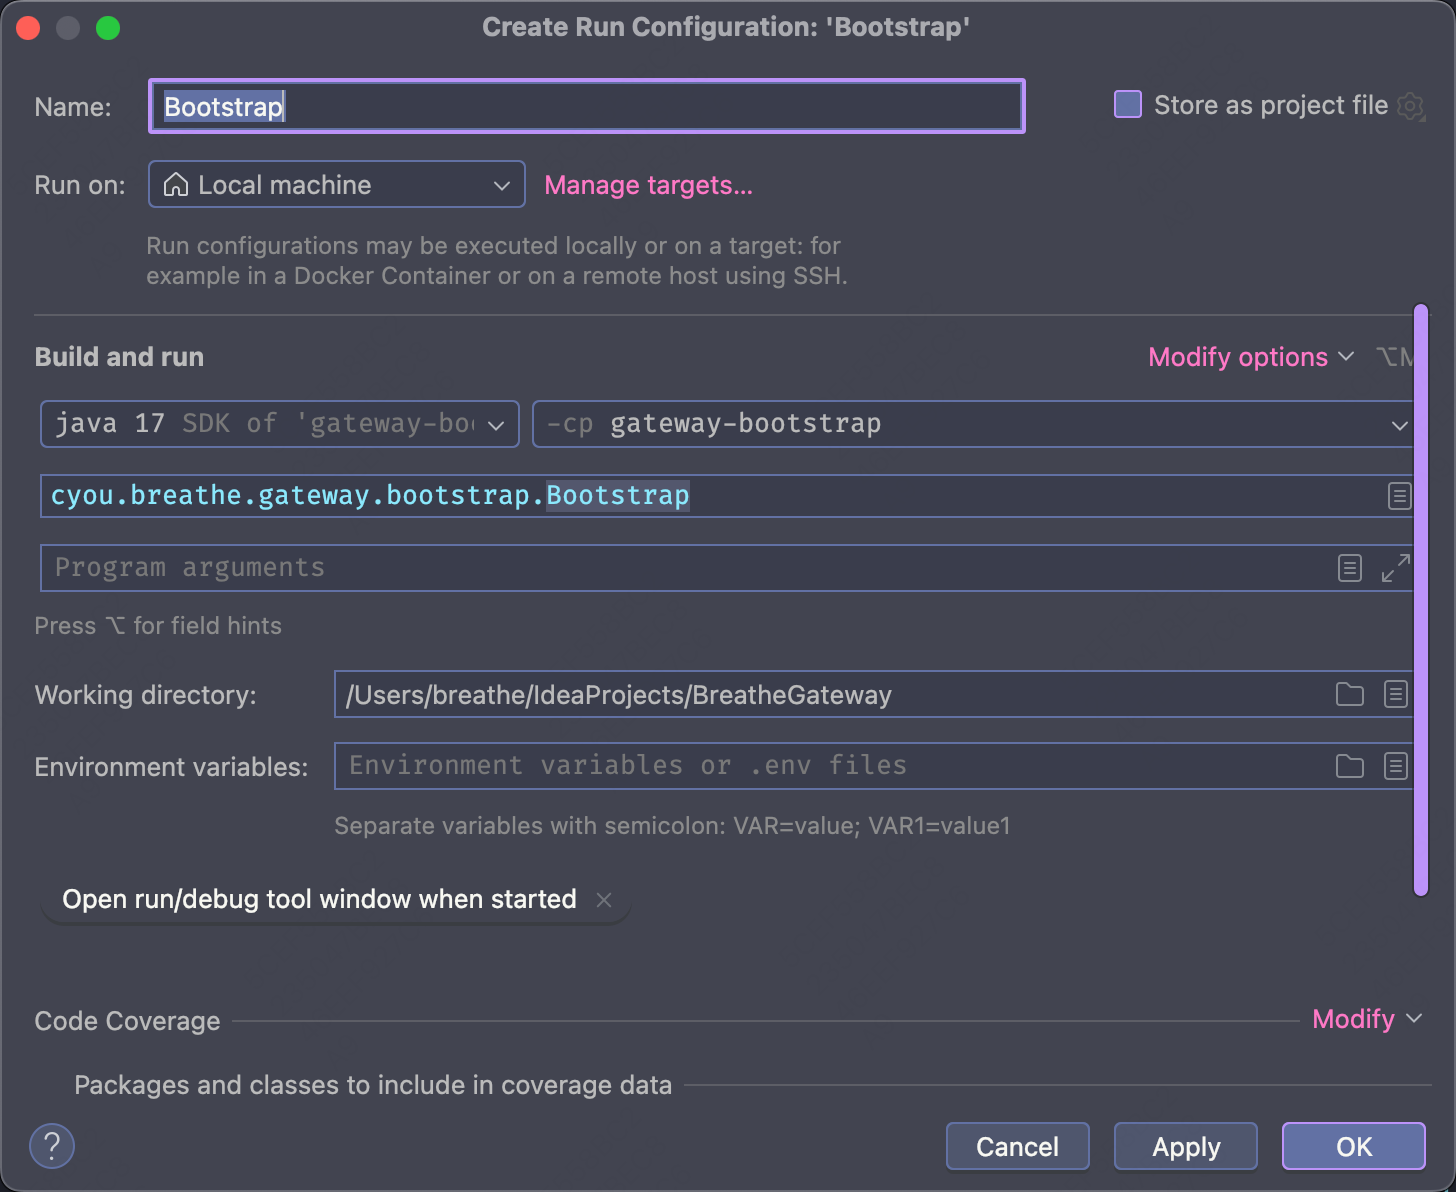 Create Run Configuration: 'Bootstrap'
Name: Bootstrap Store as project file
Run on: Local machine Manage targets...
Run configurations may be executed locally or on a target: for
example in a Docker Container or on a remote host using SSH.
Build and run Modify options ⌥M
java 17 SDK of 'gateway-boo -cp gateway-bootstrap
cyou.breathe.gateway.bootstrap.Bootstrap
Program arguments
Press ⌥ for field hints
Working directory: /Users/breathe/IdeaProjects/BreatheGateway
Environment variables: Environment variables or .env files
Separate variables with semicolon: VAR=value; VAR1=value1
Open run/debug tool window when started ×
Code Coverage Modify
Packages and classes to include in coverage data
? Cancel Apply OK